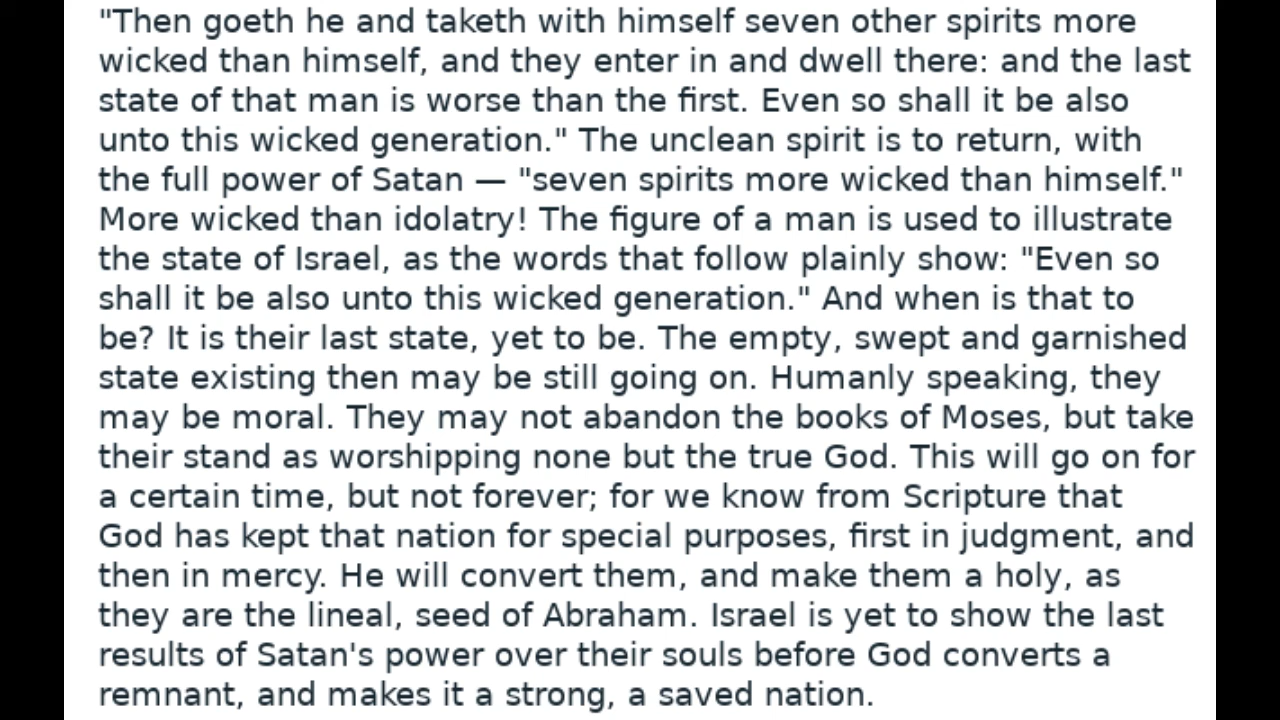 "Then goeth he and taketh with himself seven other spirits more
wicked than himself, and they enter in and dwell there: and the last
state of that man is worse than the first. Even so shall it be also
unto this wicked generation." The unclean spirit is to return, with
the full power of Satan — "seven spirits more wicked than himself."
More wicked than idolatry! The figure of a man is used to illustrate
the state of Israel, as the words that follow plainly show: "Even so
shall it be also unto this wicked generation." And when is that to
be? It is their last state, yet to be. The empty, swept and garnished
state existing then may be still going on. Humanly speaking, they
may be moral. They may not abandon the books of Moses, but take
their stand as worshipping none but the true God. This will go on for
a certain time, but not forever; for we know from Scripture that
God has kept that nation for special purposes, first in judgment, and
then in mercy. He will convert them, and make them a holy, as
they are the lineal, seed of Abraham. Israel is yet to show the last
results of Satan's power over their souls before God converts a
remnant, and makes it a strong, a saved nation.